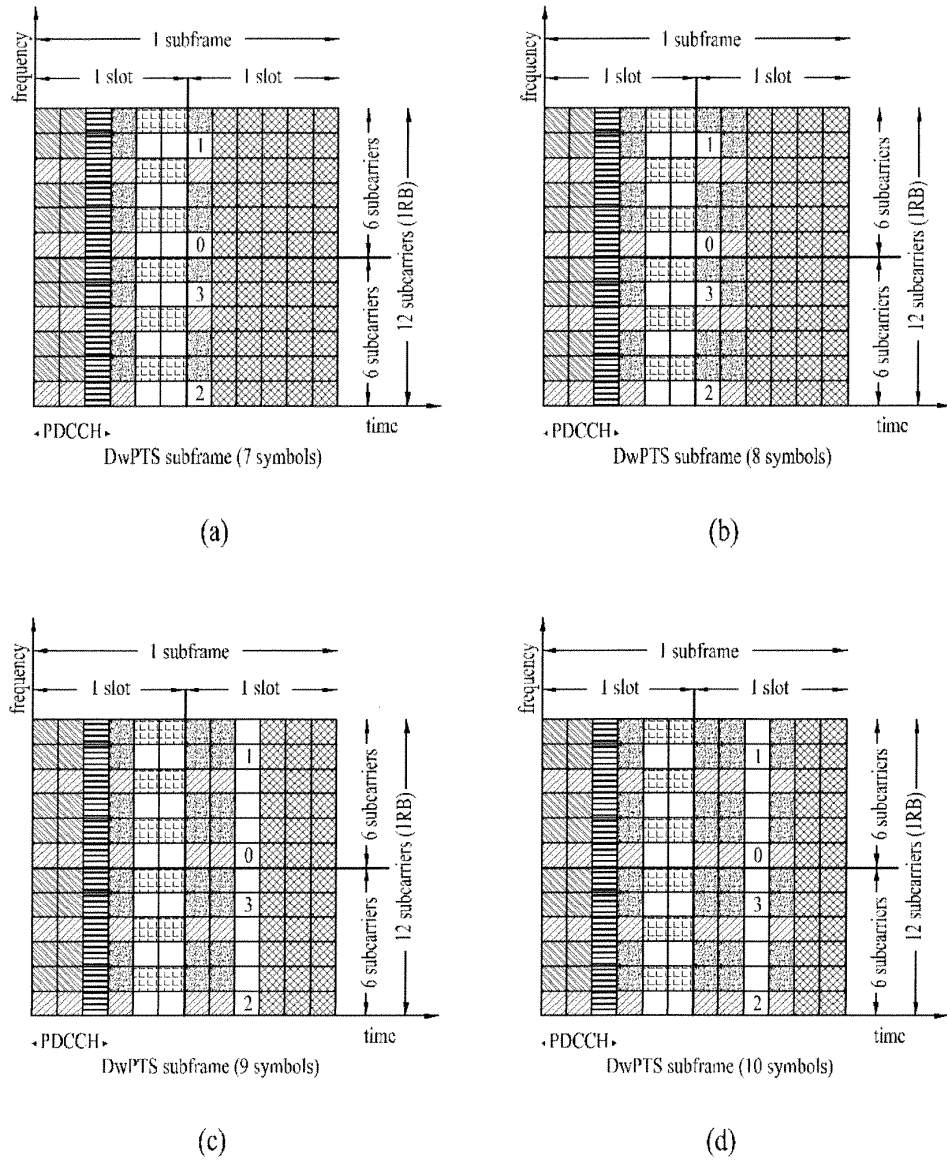 frequency
1 subframe
1 slot
1 slot
1
0
3
2
6 subcarriers
6 subcarriers
12 subcarriers (1RB)
time
PDCCH
DwPTS subframe (7 symbols)
(a)
frequency
1 subframe
1 slot
1 slot
1
0
3
2
6 subcarriers
6 subcarriers
12 subcarriers (1RB)
time
PDCCH
DwPTS subframe (8 symbols)
(b)
frequency
1 subframe
1 slot
1 slot
1
0
3
2
6 subcarriers
6 subcarriers
12 subcarriers (1RB)
time
PDCCH
DwPTS subframe (9 symbols)
(c)
frequency
1 subframe
1 slot
1 slot
1
0
3
2
6 subcarriers
6 subcarriers
12 subcarriers (1RB)
time
PDCCH
DwPTS subframe (10 symbols)
(d)